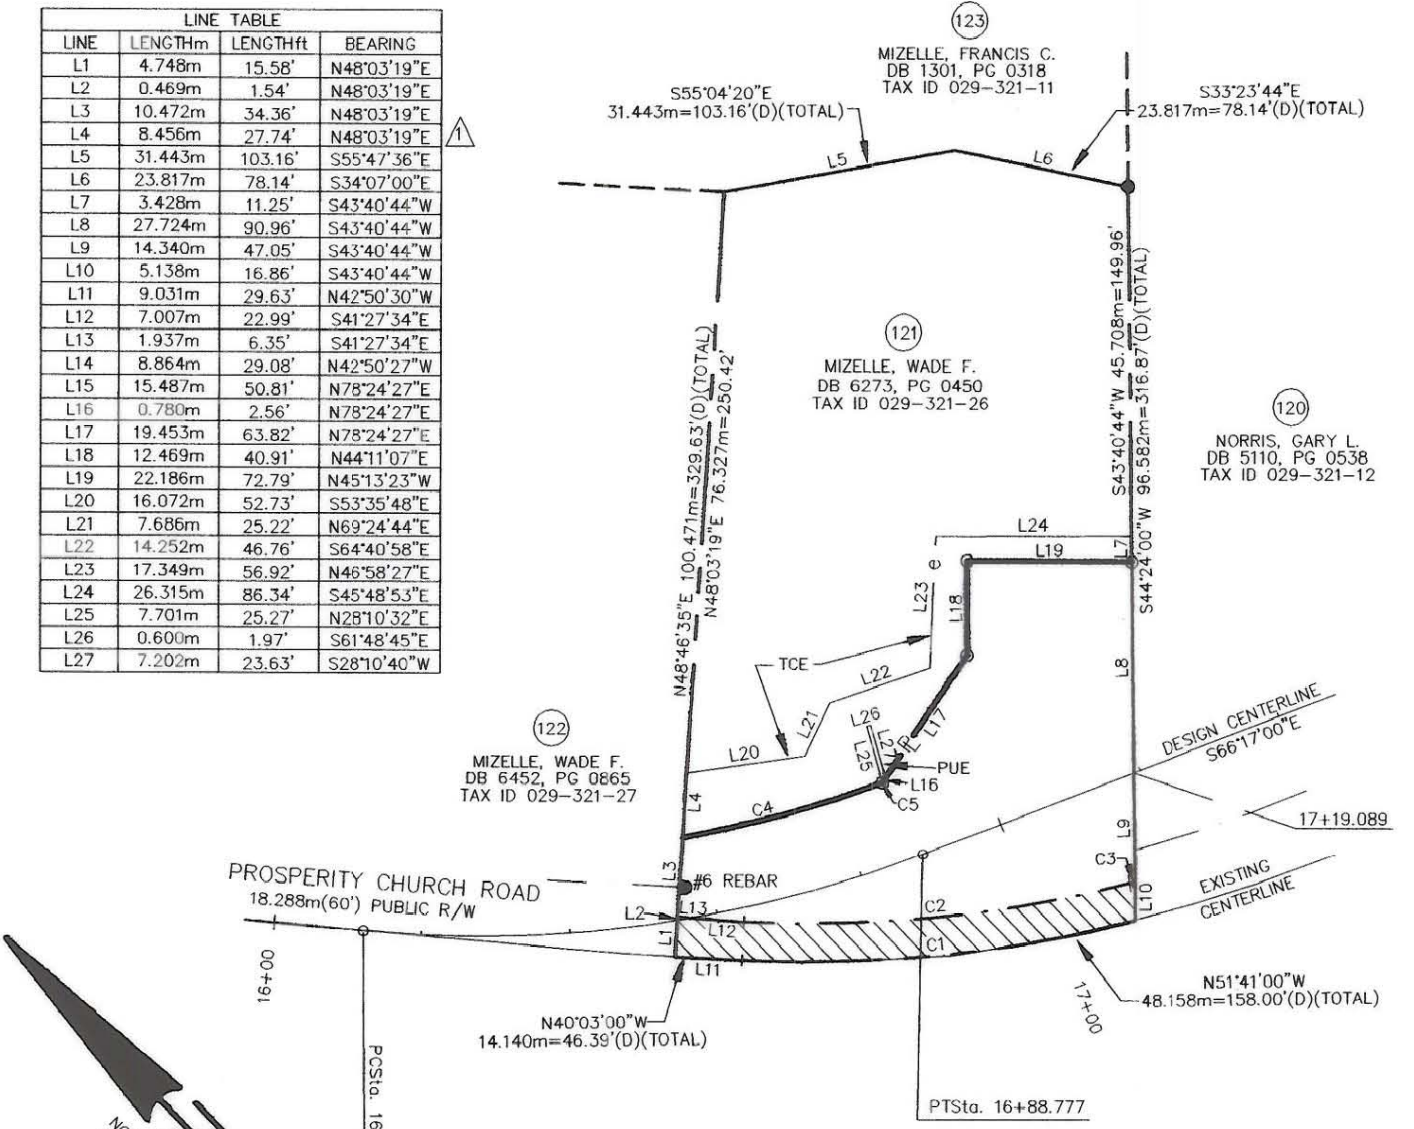 LINE TABLE
LINE LENGTHm LENGTHft BEARING
L1 4.748m 15.58' N48°03'19"E
L2 0.469m 1.54' N48°03'19"E
L3 10.472m 34.36' N48°03'19"E
L4 8.456m 27.74' N48°03'19"E
1
L5 31.443m 103.16' S55°47'36"E
L6 23.817m 78.14' S34°07'00"E
L7 3.428m 11.25' S43°40'44"W
L8 27.724m 90.96' S43°40'44"W
L9 14.340m 47.05' S43°40'44"W
L10 5.138m 16.86' S43°40'44"W
L11 9.031m 29.63' N42°50'30"W
L12 7.007m 22.99' S41°27'34"E
L13 1.937m 6.35' S41°27'34"E
L14 8.864m 29.08' N42°50'27"W
L15 15.487m 50.81' N78°24'27"E
L16 0.780m 2.56' N78°24'27"E
L17 19.453m 63.82' N78°24'27"E
L18 12.469m 40.91' N44°11'07"E
L19 22.186m 72.79' N45°13'23"W
L20 16.072m 52.73' S53°35'48"E
L21 7.686m 25.22' N69°24'44"E
L22 14.252m 46.76' S64°40'58"E
L23 17.349m 56.92' N46°58'27"E
L24 26.315m 86.34' S45°48'53"E
L25 7.701m 25.27' N28°10'32"E
L26 0.600m 1.97' S61°48'45"E
L27 7.202m 23.63' S28°10'40"W
123
MIZELLE, FRANCIS C.
DB 1301, PG 0318
TAX ID 029-321-11
S55°04'20"E
31.443m=103.16'(D)(TOTAL)
S33°23'44"E
23.817m=78.14'(D)(TOTAL)
L5
L6
121
MIZELLE, WADE F.
DB 6273, PG 0450
TAX ID 029-321-26
120
NORRIS, GARY L.
DB 5110, PG 0538
TAX ID 029-321-12
N48°46'35"E 100.471m=329.63'(D)(TOTAL)
N48°03'19"E 76.327m=250.42'
S43°40'44"W 45.708m=149.96'
S44°24'00"W 96.582m=316.87'(D)(TOTAL)
L24
L19
L7
e
L23
L18
TCE
L22
L8
L21
L26
L17
L27
L25
PUE
L20
L16
C5
C4
L4
122
MIZELLE, WADE F.
DB 6452, PG 0865
TAX ID 029-321-27
DESIGN CENTERLINE
S66°17'00"E
17+19.089
L9
C3
L10
EXISTING
CENTERLINE
PROSPERITY CHURCH ROAD
18.288m(60') PUBLIC R/W
L3
#6 REBAR
L2
L13
L12
L1
L11
C2
C1
16+00
17+00
N51°41'00"W
48.158m=158.00'(D)(TOTAL)
N40°03'00"W
14.140m=46.39'(D)(TOTAL)
PCSta. 16
PTSta. 16+88.777